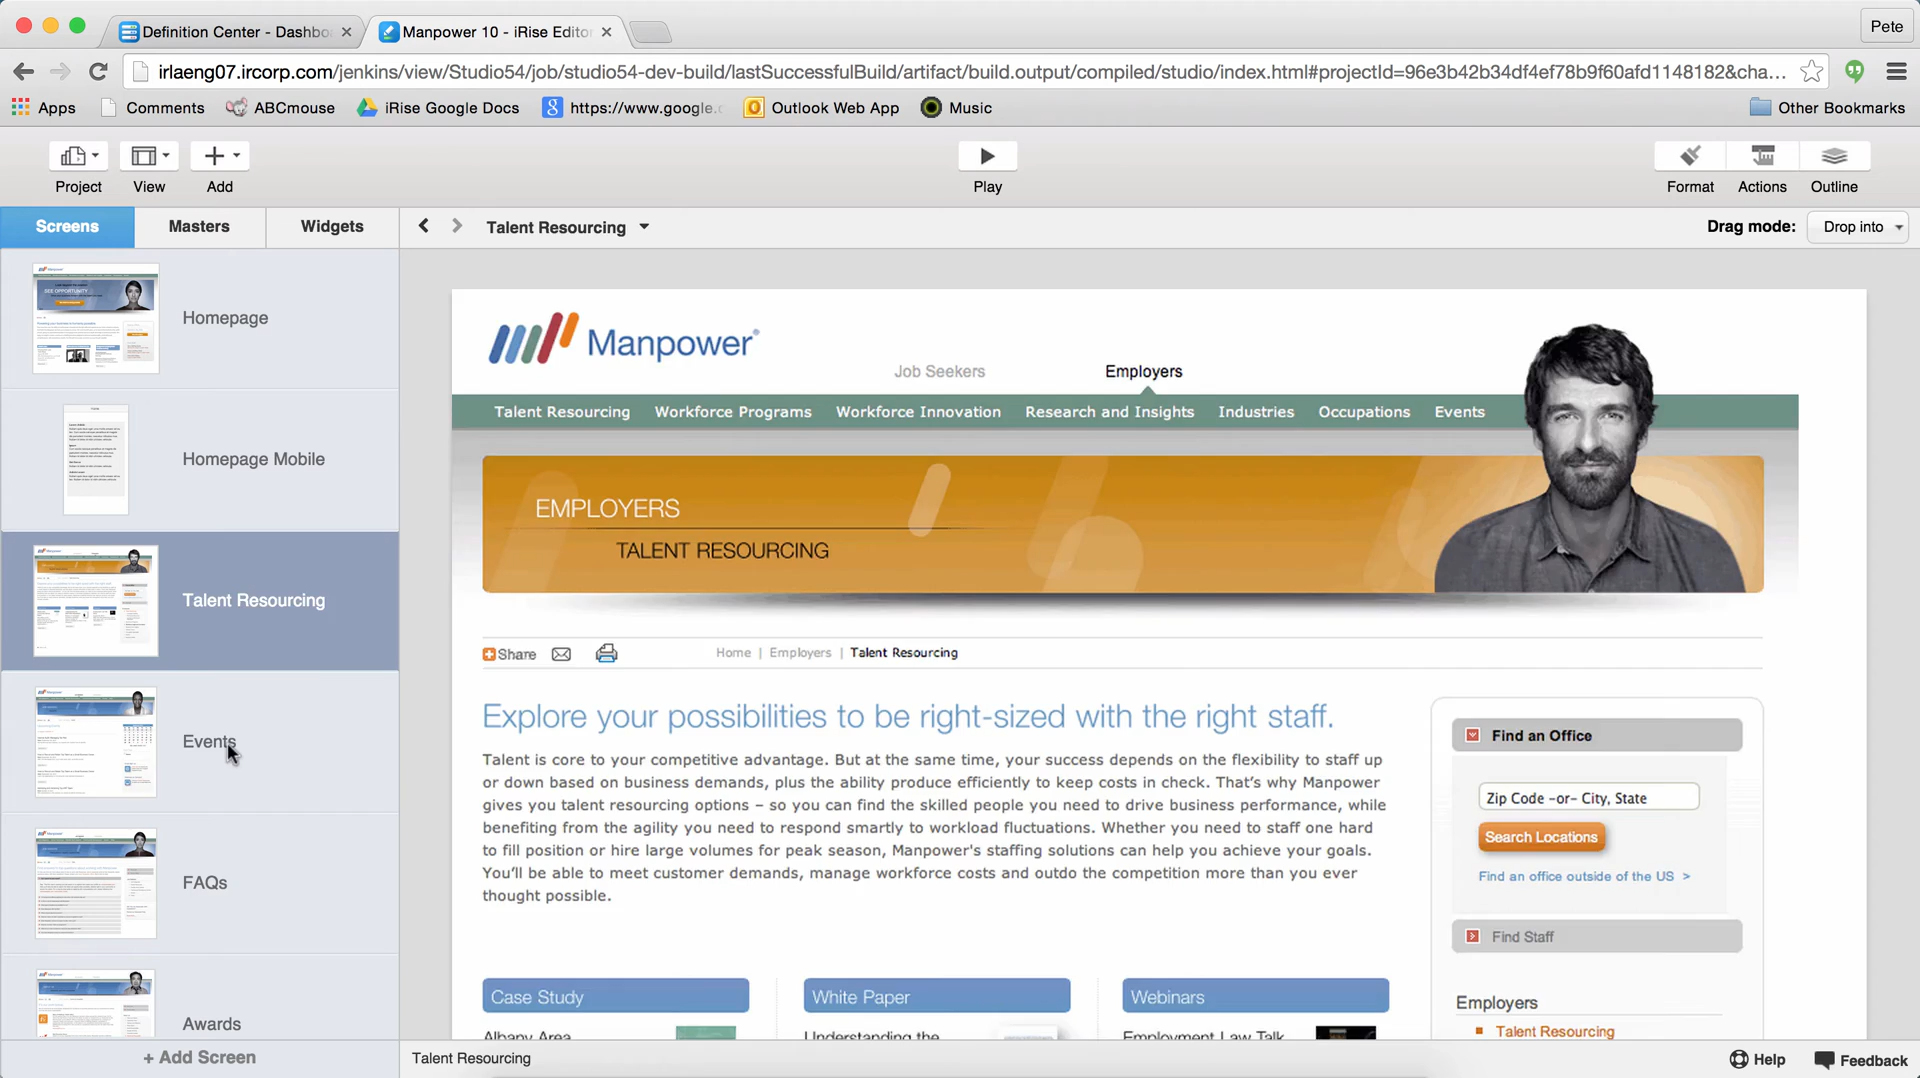 Definition Center - Dashbo
Manpower 10 - iRise Editor
Pete
irlaeng07.ircorp.com/jenkins/view/Studio54/job/studio54-dev-build/lastSuccessfulBuild/artifact/build.output/compiled/studio/index.html#projectId=96e3b42b34df4ef78b9f60afd1148182&cha...
Apps
Comments
ABCmouse
iRise Google Docs
https://www.google.c
Outlook Web App
Music
Other Bookmarks
Project
View
Add
Play
Format
Actions
Outline
Screens
Masters
Widgets
Talent Resourcing
Drag mode:
Drop into
Homepage
Homepage Mobile
Talent Resourcing
Events
FAQs
Awards
+ Add Screen
Manpower®
Job Seekers
Employers
Talent Resourcing
Workforce Programs
Workforce Innovation
Research and Insights
Industries
Occupations
Events
EMPLOYERS
TALENT RESOURCING
Share
Home | Employers | Talent Resourcing
Explore your possibilities to be right-sized with the right staff.
Talent is core to your competitive advantage. But at the same time, your success depends on the flexibility to staff up
or down based on business demands, plus the ability produce efficiently to keep costs in check. That's why Manpower
gives you talent resourcing options – so you can find the skilled people you need to drive business performance, while
benefiting from the agility you need to respond smartly to workload fluctuations. Whether you need to staff one hard
to fill position or hire large volumes for peak season, Manpower's staffing solutions can help you achieve your goals.
You'll be able to meet customer demands, manage workforce costs and outdo the competition more than you ever
thought possible.
Find an Office
Zip Code -or- City, State
Search Locations
Find an office outside of the US >
Find Staff
Employers
Talent Resourcing
Case Study
White Paper
Webinars
Albany Area
Understanding the
Employment Law Talk
Talent Resourcing
Help
Feedback